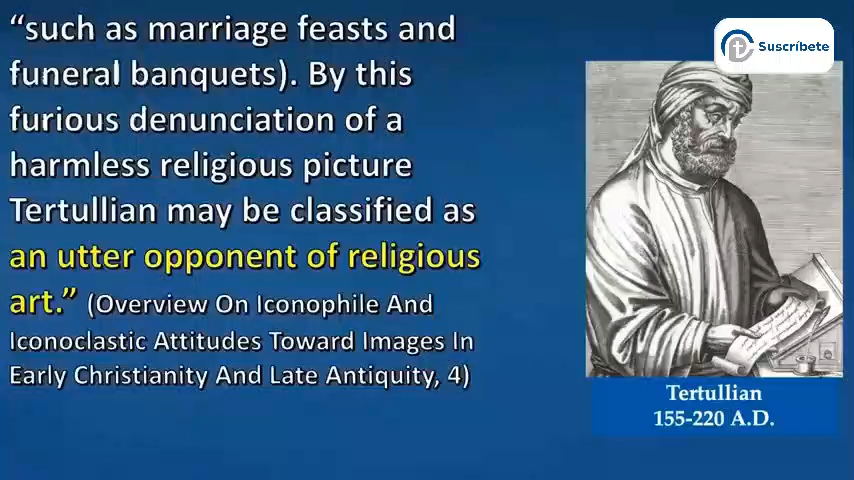 “such as marriage feasts and
funeral banquets). By this
furious denunciation of a
harmless religious picture
Tertullian may be classified as
an utter opponent of religious
art.” (Overview On Iconophile And
Iconoclastic Attitudes Toward Images In
Early Christianity And Late Antiquity, 4)
Suscríbete
Tertullian
155-220 A.D.